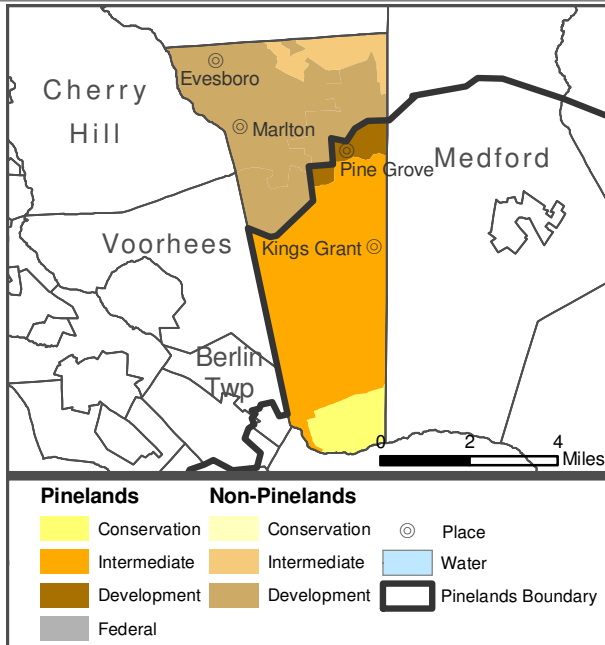 Evesboro
Cherry
Hill
Marlton
Medford
Pine Grove
Voorhees
Kings Grant
Berlin
Twp
0 2 4
Miles
Pinelands Non-Pinelands
Conservation Conservation Place
Intermediate Intermediate Water
Development Development Pinelands Boundary
Federal